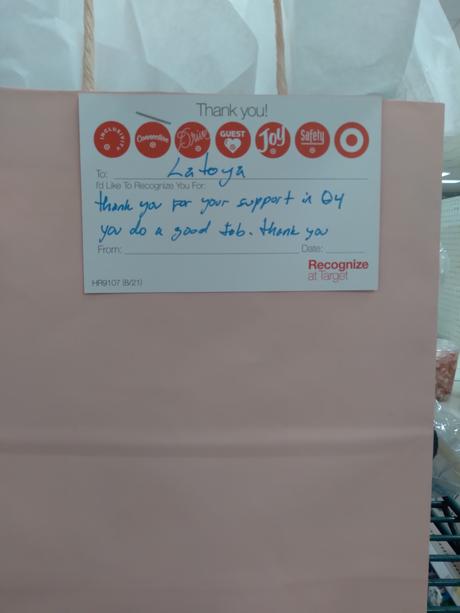 Thank you!
INCLUSIVITY Connection Drive GUEST Joy Safety
To: Latoya
I'd Like To Recognize You For:
thank you for your support in Q4
you do a good Job. thank you
From: Date:
Recognize
at Target
HR9107 (8/21)